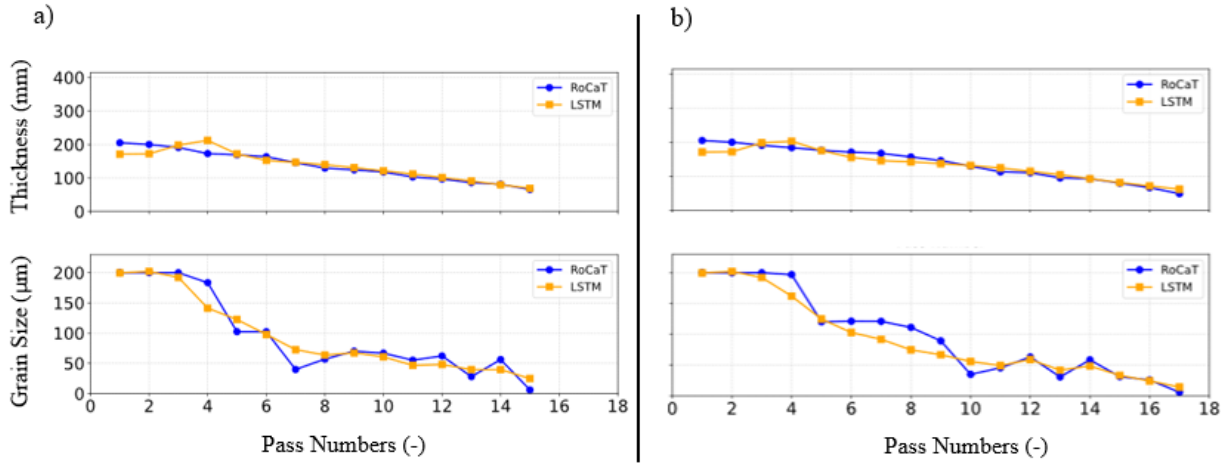 a)
b)
Thickness (mm)
400
300
200
100
0
RoCaT
LSTM
RoCaT
LSTM
Grain Size (μm)
200
150
100
50
0
RoCaT
LSTM
RoCaT
LSTM
0 2 4 6 8 10 12 14 16 18
0 2 4 6 8 10 12 14 16 18
Pass Numbers (-)
Pass Numbers (-)